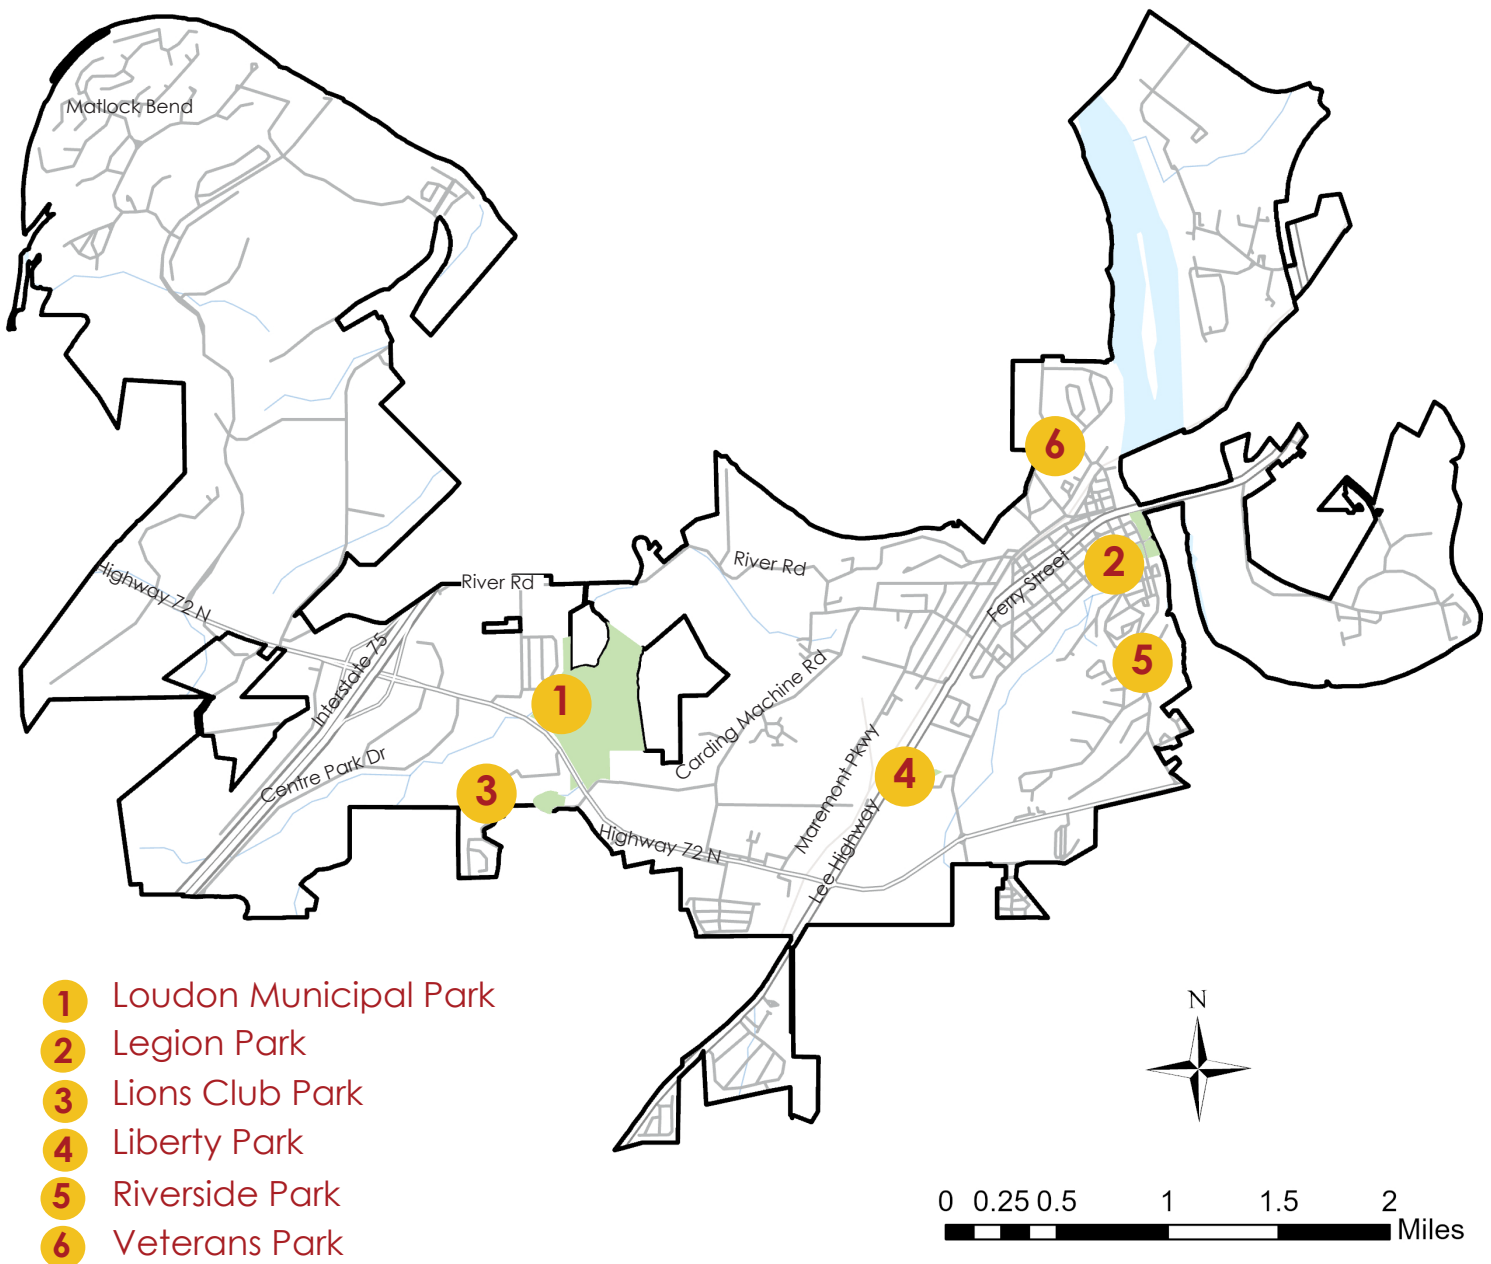 Matlock Bend
6
Highway 72 N
River Rd
River Rd
2
Ferry Street
Interstate 75
5
1
Carding Machine Rd
Maremont Pkwy
Centre Park Dr
3
4
Highway 72 N
Lee Highway
1 Loudon Municipal Park
2 Legion Park
3 Lions Club Park
4 Liberty Park
5 Riverside Park
6 Veterans Park
N
0 0.25 0.5 1 1.5 2
Miles